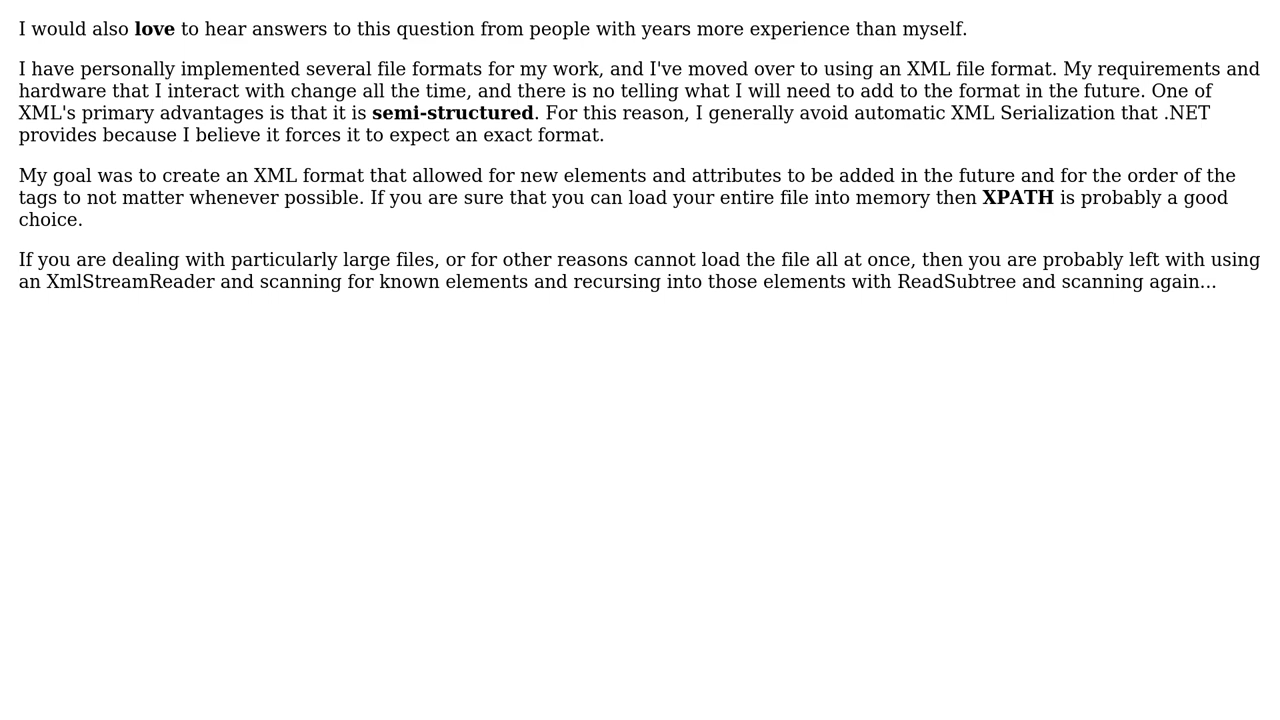 I would also love to hear answers to this question from people with years more experience than myself.
I have personally implemented several file formats for my work, and I've moved over to using an XML file format. My requirements and
hardware that I interact with change all the time, and there is no telling what I will need to add to the format in the future. One of
XML's primary advantages is that it is semi-structured. For this reason, I generally avoid automatic XML Serialization that .NET
provides because I believe it forces it to expect an exact format.
My goal was to create an XML format that allowed for new elements and attributes to be added in the future and for the order of the
tags to not matter whenever possible. If you are sure that you can load your entire file into memory then XPATH is probably a good
choice.
If you are dealing with particularly large files, or for other reasons cannot load the file all at once, then you are probably left with using
an XmlStreamReader and scanning for known elements and recursing into those elements with ReadSubtree and scanning again...